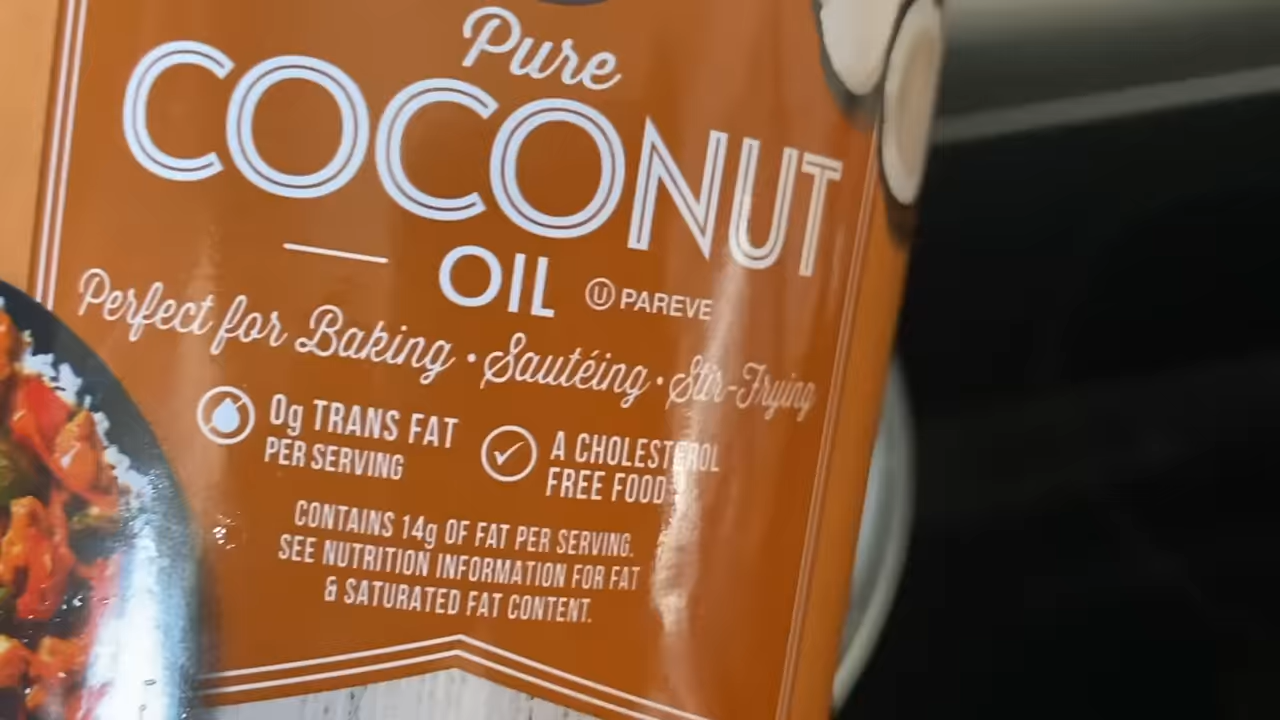 Pure
COCONUT
OIL Ⓤ PAREVE
Perfect for Baking • Sautéing • Stir-Frying
0g TRANS FAT
PER SERVING
A CHOLESTEROL
FREE FOOD
CONTAINS 14g OF FAT PER SERVING.
SEE NUTRITION INFORMATION FOR FAT
& SATURATED FAT CONTENT.